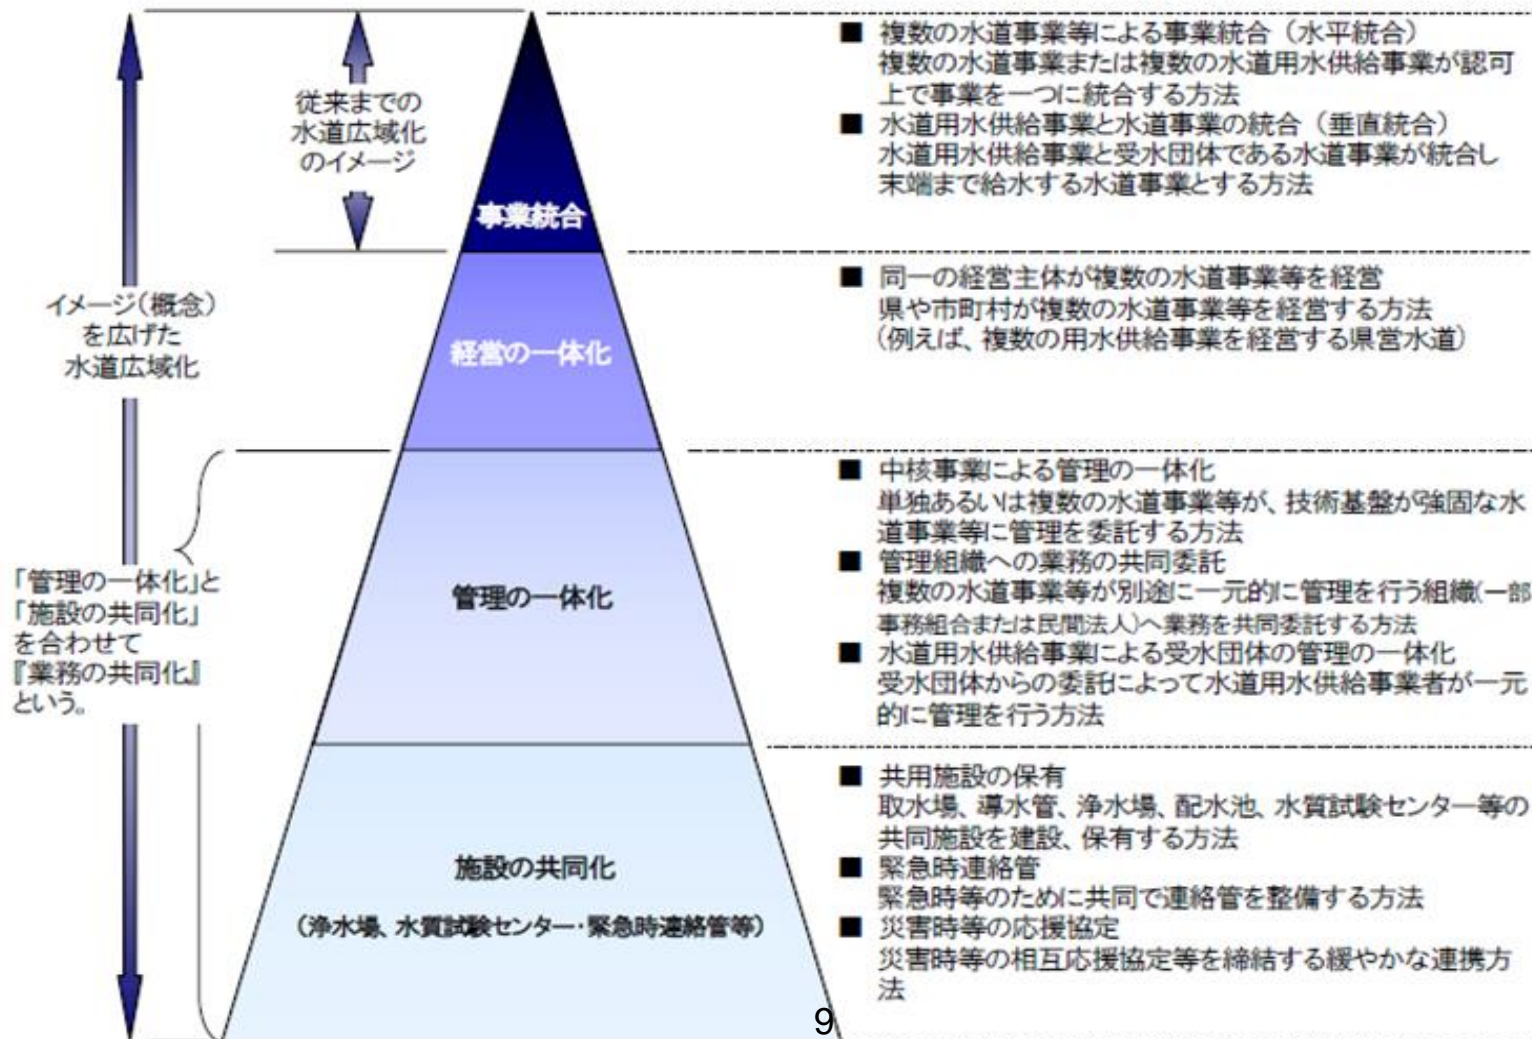 従来までの
水道広域化
のイメージ
イメージ（概念）
を広げた
水道広域化
「管理の一体化」と
「施設の共同化」
を合わせて
『業務の共同化』
という。
事業統合
経営の一体化
管理の一体化
施設の共同化
（浄水場、水質試験センター・緊急時連絡管等）
■ 複数の水道事業等による事業統合（水平統合）
複数の水道事業または複数の水道用水供給事業が認可
上で事業を一つに統合する方法
■ 水道用水供給事業と水道事業の統合（垂直統合）
水道用水供給事業と受水団体である水道事業が統合し
末端まで給水する水道事業とする方法
■ 同一の経営主体が複数の水道事業等を経営
県や市町村が複数の水道事業等を経営する方法
（例えば、複数の用水供給事業を経営する県営水道）
■ 中核事業による管理の一体化
単独あるいは複数の水道事業等が、技術基盤が強固な水
道事業等に管理を委託する方法
■ 管理組織への業務の共同委託
複数の水道事業等が別途に一元的に管理を行う組織(一部
事務組合または民間法人)へ業務を共同委託する方法
■ 水道用水供給事業による受水団体の管理の一体化
受水団体からの委託によって水道用水供給事業者が一元
的に管理を行う方法
■ 共用施設の保有
取水場、導水管、浄水場、配水池、水質試験センター等の
共同施設を建設、保有する方法
■ 緊急時連絡管
緊急時等のために共同で連絡管を整備する方法
■ 災害時等の応援協定
災害時等の相互応援協定等を締結する緩やかな連携方
法
9